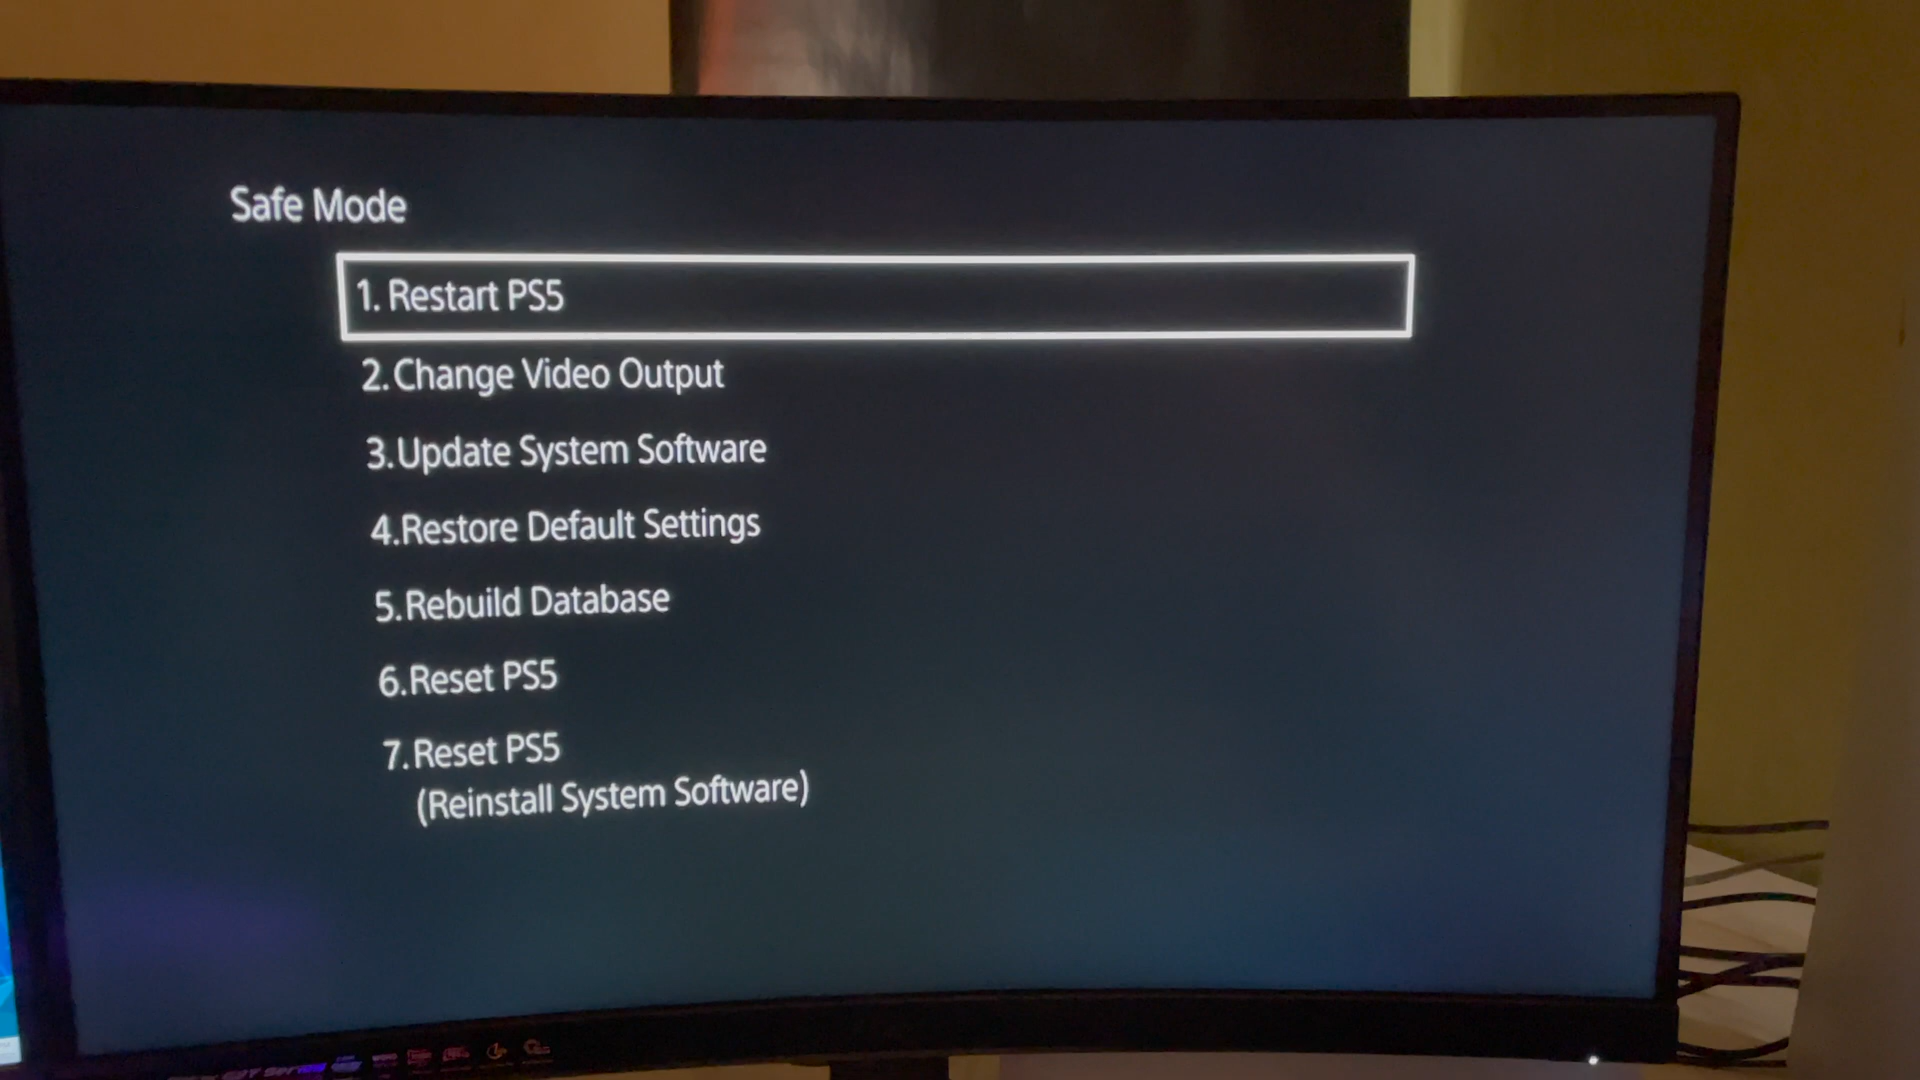 Safe Mode
1. Restart PS5
2.Change Video Output
3.Update System Software
4.Restore Default Settings
5.Rebuild Database
6.Reset PS5
7.Reset PS5
(Reinstall System Software)